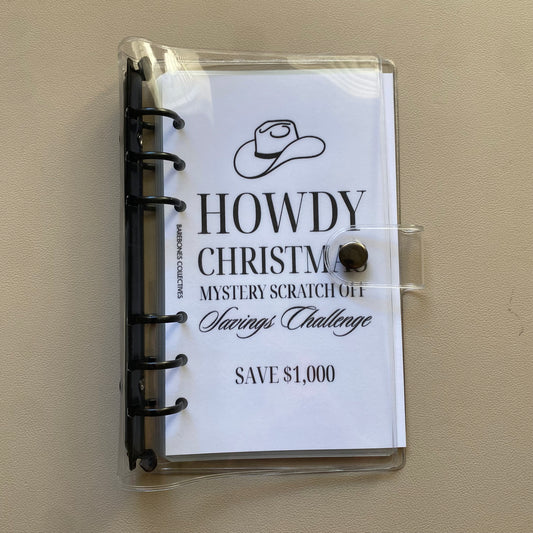 HOWDY
CHRISTMAS
MYSTERY SCRATCH OFF
Savings Challenge
SAVE $1,000
BAREBONES COLLECTIVES